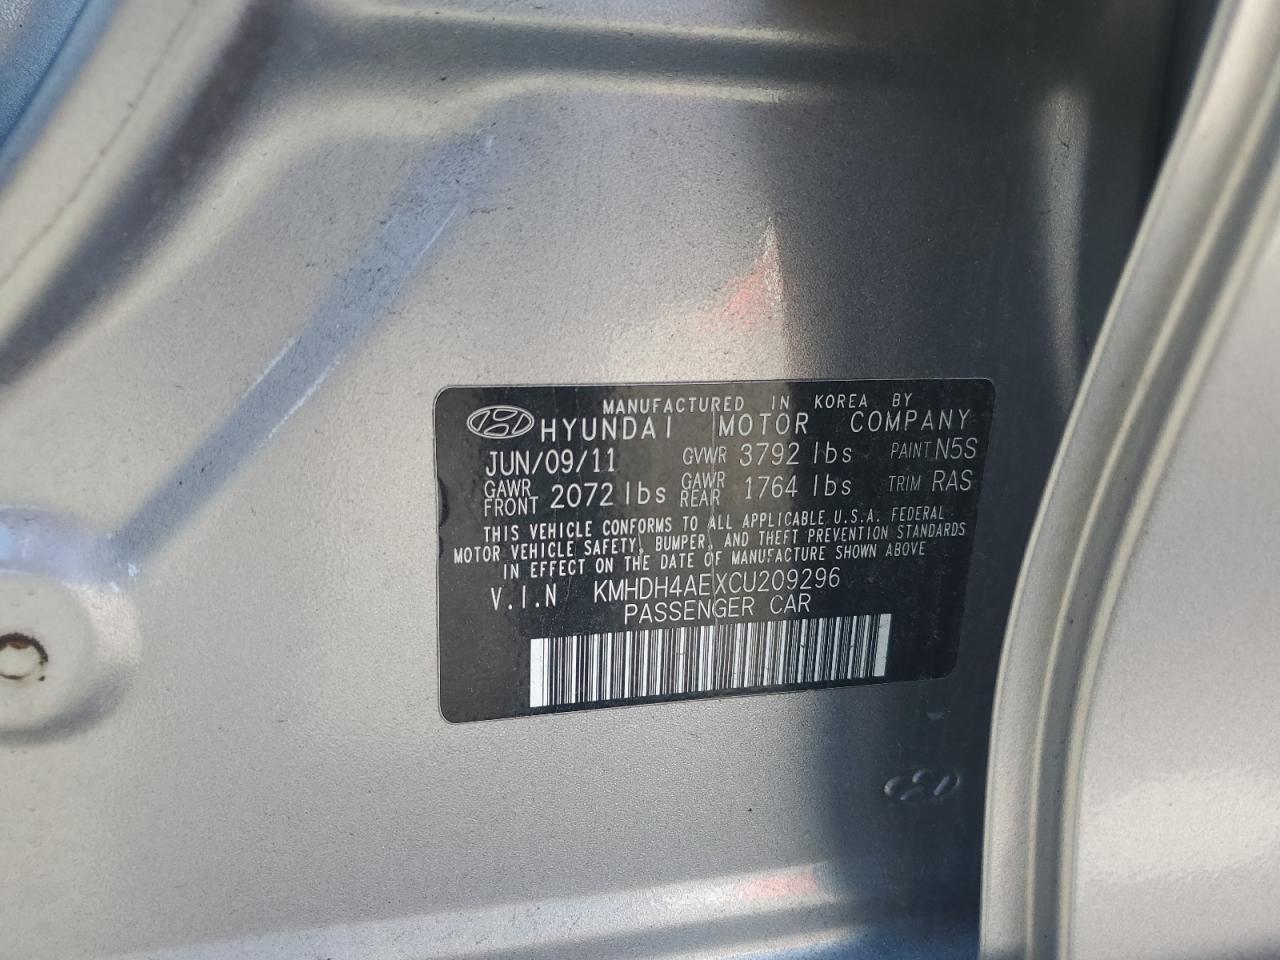 MANUFACTURED IN KOREA BY
HYUNDAI MOTOR COMPANY
JUN/09/11 GVWR 3792 lbs PAINT N5S
GAWR FRONT 2072 lbs GAWR REAR 1764 lbs TRIM RAS
THIS VEHICLE CONFORMS TO ALL APPLICABLE U.S.A. FEDERAL
MOTOR VEHICLE SAFETY, BUMPER, AND THEFT PREVENTION STANDARDS
IN EFFECT ON THE DATE OF MANUFACTURE SHOWN ABOVE
V.I.N KMHDH4AEXCU209296
PASSENGER CAR